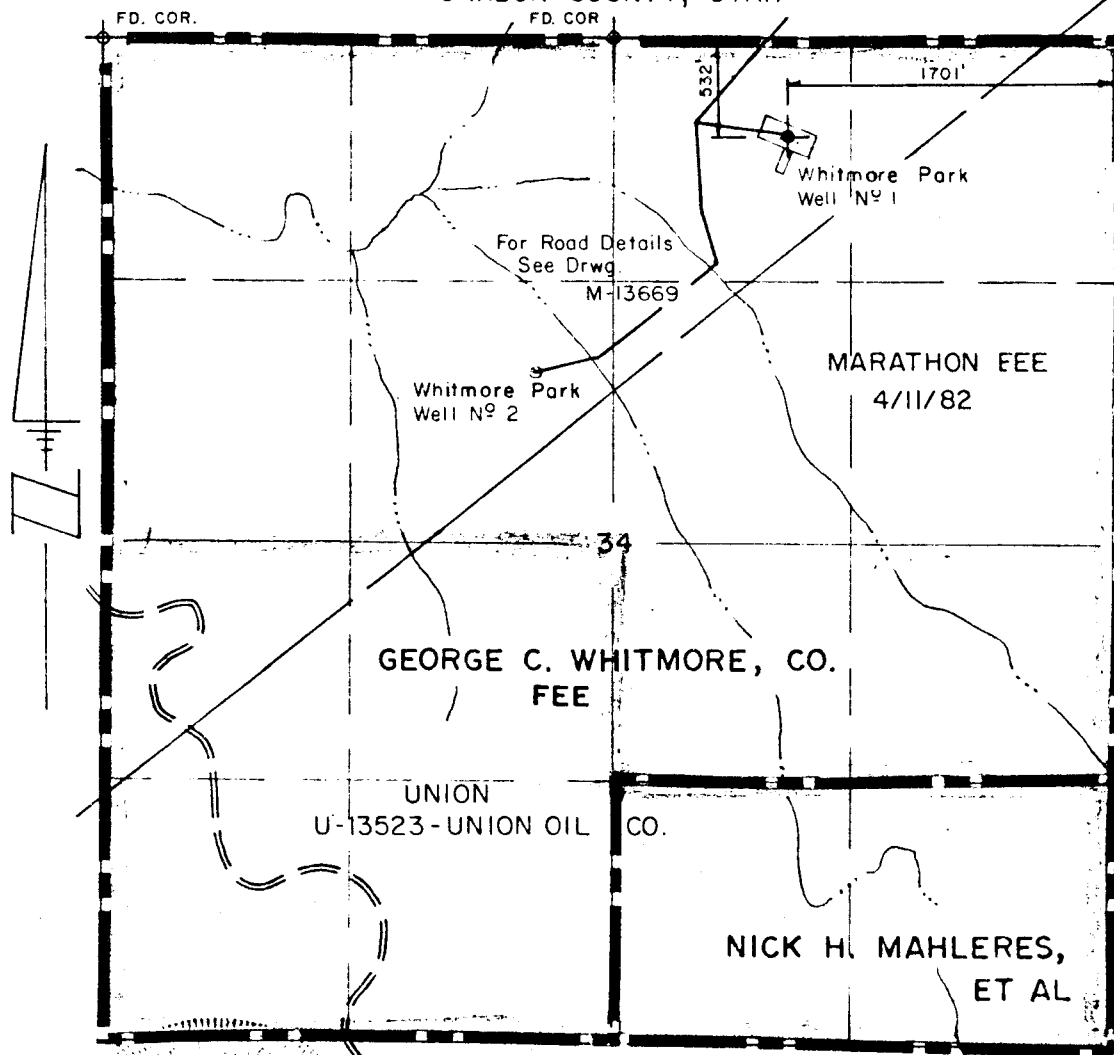 FD. COR.
FD. COR
532'
1701'
Whitmore Park
Well Nº 1
For Road Details
See Drwg.
M-13669
MARATHON EEE
4/11/82
Whitmore Park
Well Nº 2
34
GEORGE C. WHITMORE, CO.
FEE
UNION
U-13523-UNION OIL CO.
NICK H. MAHLERES,
ET AL